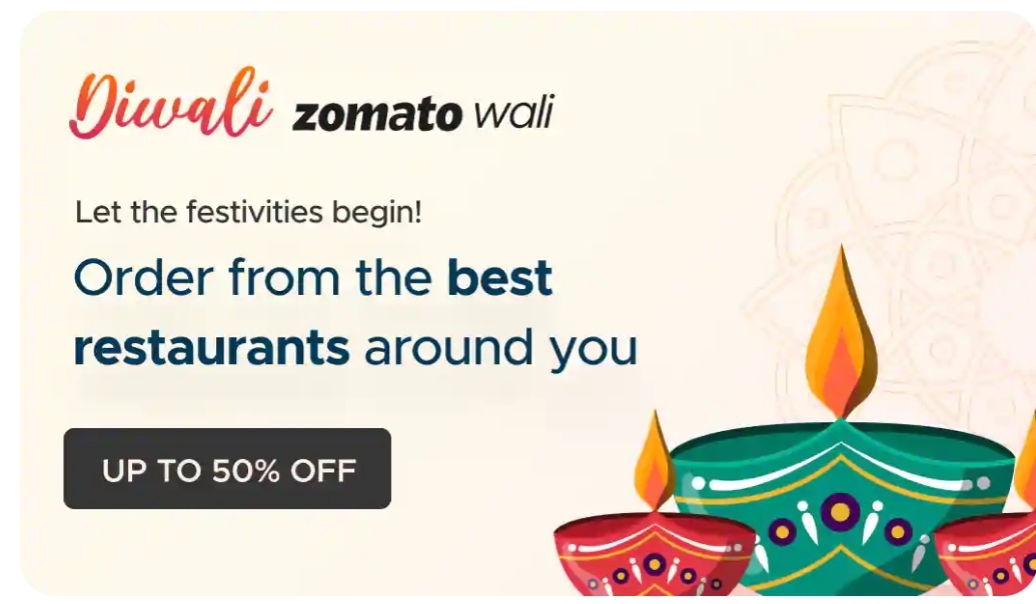 Diwali zomato wali
Let the festivities begin!
Order from the best
restaurants around you
UP TO 50% OFF